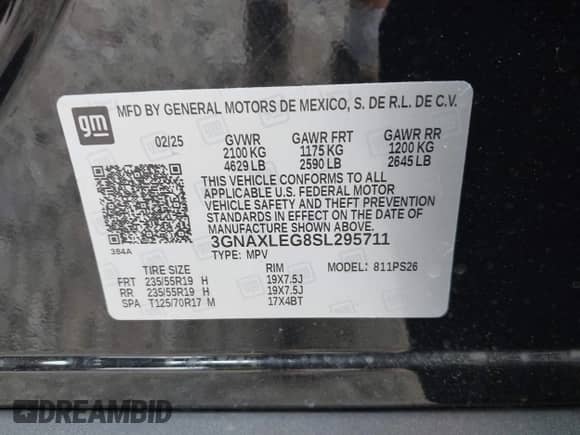 gm
MFD BY GENERAL MOTORS DE MEXICO, S. DE R.L. DE C.V.
02/25 GVWR GAWR FRT GAWR RR
2100 KG 1175 KG 1200 KG
4629 LB 2590 LB 2645 LB
THIS VEHICLE CONFORMS TO ALL
APPLICABLE U.S. FEDERAL MOTOR
VEHICLE SAFETY AND THEFT PREVENTION
STANDARDS IN EFFECT ON THE DATE
OF MANUFACTURE SHOWN ABOVE.
384A 3GNAXLEG8SL295711
TYPE: MPV
TIRE SIZE RIM MODEL: 811PS26
FRT 235/55R19 H 19X7.5J
RR 235/55R19 H 19X7.5J
SPA T125/70R17 M 17X4BT
DREAMBID